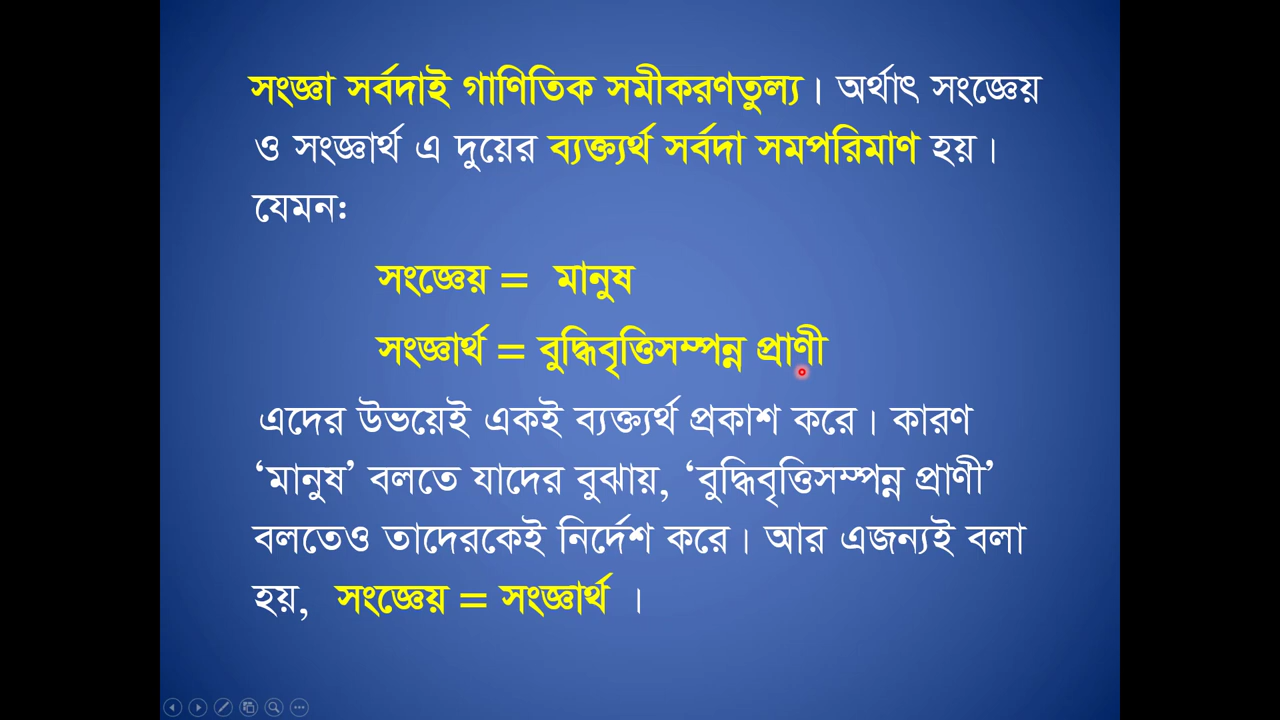 সংজ্ঞা সর্বদাই গাণিতিক সমীকরণতুল্য। অর্থাৎ সংজ্ঞেয়
ও সংজ্ঞার্থ এ দুয়ের ব্যক্ত্যর্থ সর্বদা সমপরিমাণ হয়।
যেমন:
সংজ্ঞেয় = মানুষ
সংজ্ঞার্থ = বুদ্ধিবৃত্তিসম্পন্ন প্রাণী
এদের উভয়েই একই ব্যক্ত্যর্থ প্রকাশ করে। কারণ
‘মানুষ’ বলতে যাদের বুঝায়, ‘বুদ্ধিবৃত্তিসম্পন্ন প্রাণী’
বলতেও তাদেরকেই নির্দেশ করে। আর এজন্যই বলা
হয়, সংজ্ঞেয় = সংজ্ঞার্থ ।